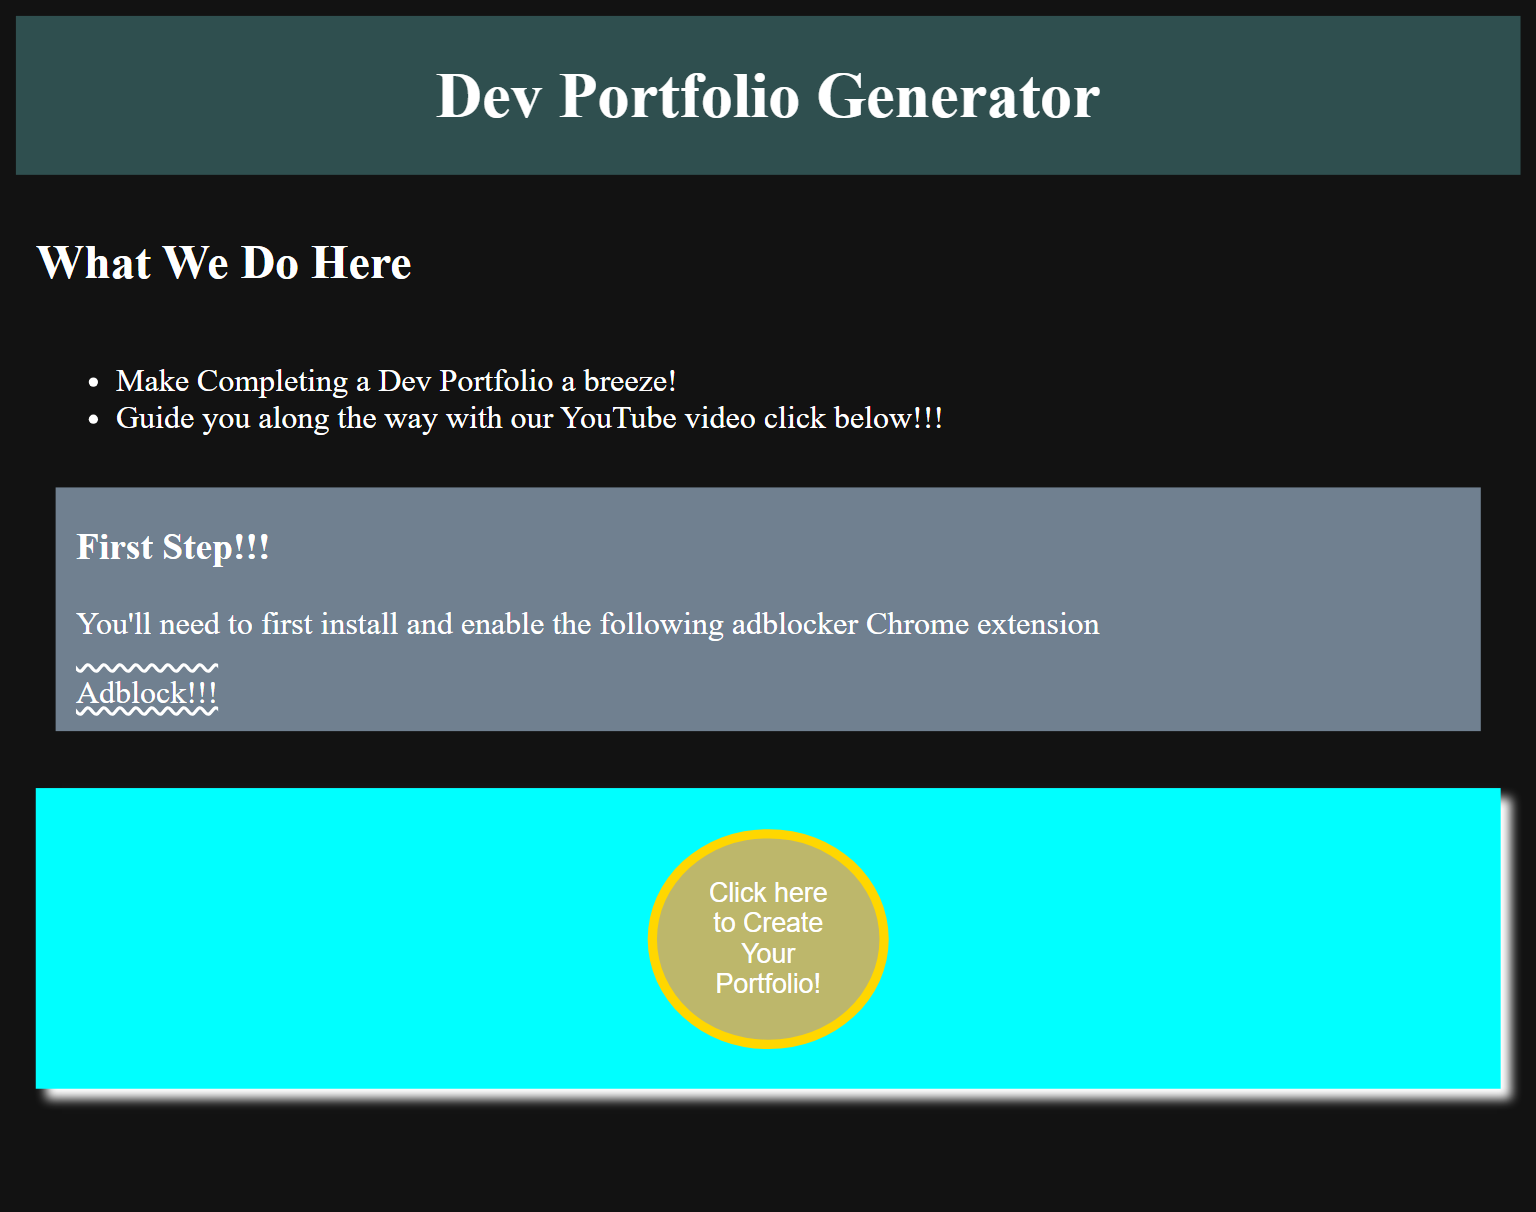 Dev Portfolio Generator
What We Do Here
Make Completing a Dev Portfolio a breeze!
Guide you along the way with our YouTube video click below!!!
First Step!!!
You'll need to first install and enable the following adblocker Chrome extension
Adblock!!!
Click here
to Create
Your
Portfolio!